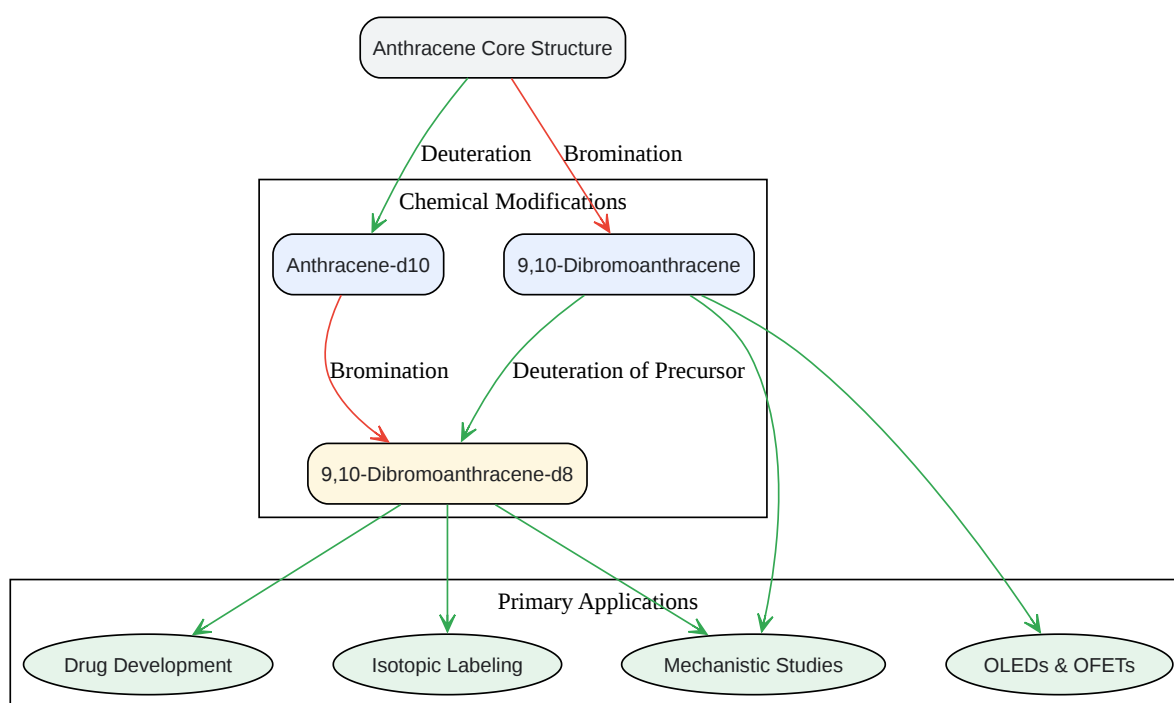 Anthracene Core Structure
Deuteration
Bromination
Chemical Modifications
Anthracene-d10
9,10-Dibromoanthracene
Bromination
Deuteration of Precursor
9,10-Dibromoanthracene-d8
Primary Applications
Drug Development
Isotopic Labeling
Mechanistic Studies
OLEDs & OFETs